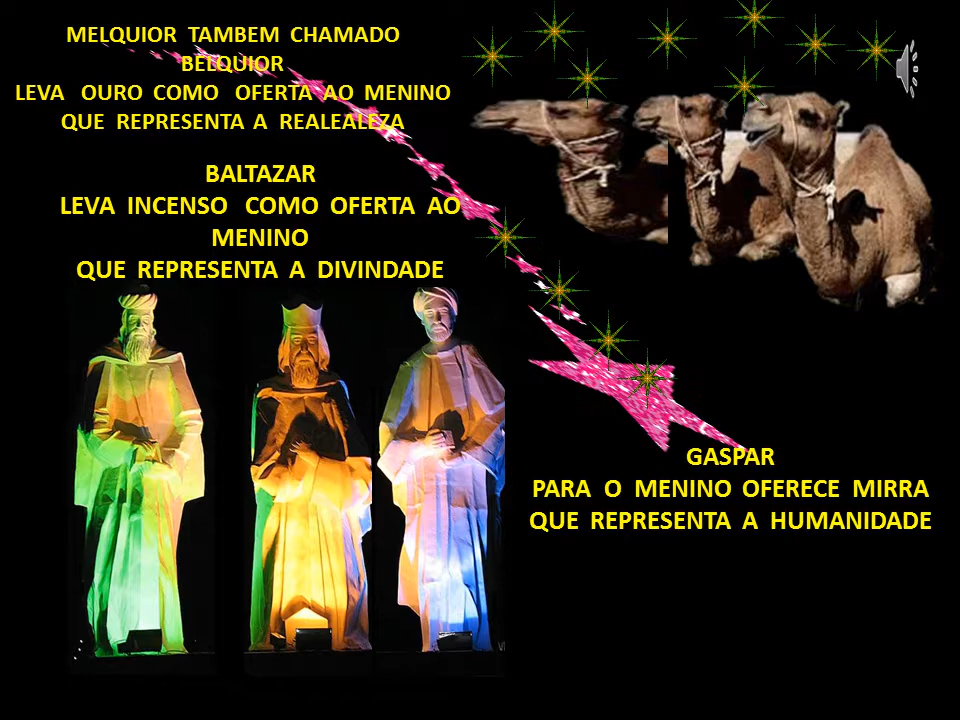 MELQUIOR TAMBEM CHAMADO
BELQUIOR
LEVA OURO COMO OFERTA AO MENINO
QUE REPRESENTA A REALEALEZA
BALTAZAR
LEVA INCENSO COMO OFERTA AO
MENINO
QUE REPRESENTA A DIVINDADE
GASPAR
PARA O MENINO OFERECE MIRRA
QUE REPRESENTA A HUMANIDADE